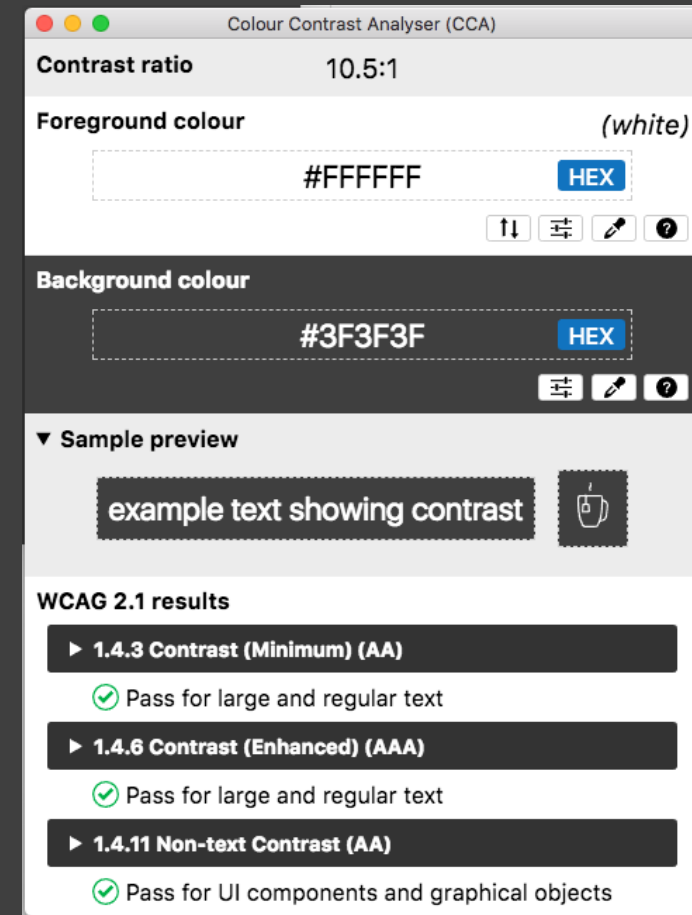 Colour Contrast Analyser (CCA)
Contrast ratio 10.5:1
Foreground colour (white)
#FFFFFF HEX
Background colour
#3F3F3F HEX
▼ Sample preview
example text showing contrast
WCAG 2.1 results
▶ 1.4.3 Contrast (Minimum) (AA)
Pass for large and regular text
▶ 1.4.6 Contrast (Enhanced) (AAA)
Pass for large and regular text
▶ 1.4.11 Non-text Contrast (AA)
Pass for UI components and graphical objects